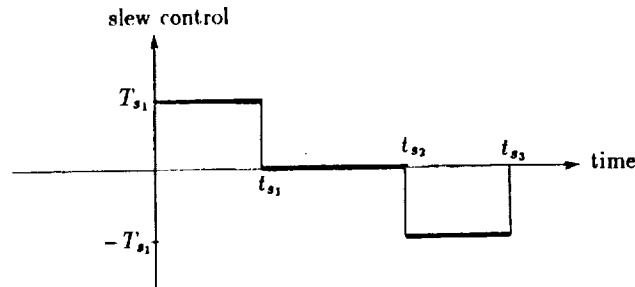 slew control
T_{s_1}
t_{s_2}
t_{s_3}
time
t_{s_1}
-T_{s_1}